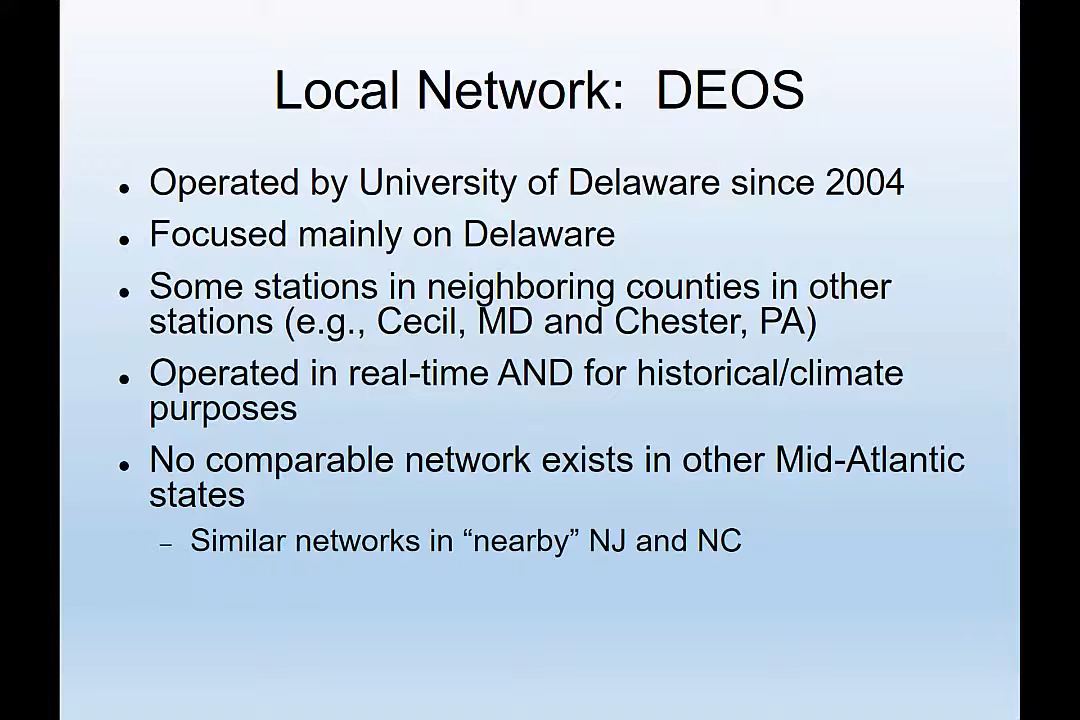 Local Network:  DEOS
● Operated by University of Delaware since 2004
● Focused mainly on Delaware
● Some stations in neighboring counties in other
stations (e.g., Cecil, MD and Chester, PA)
● Operated in real-time AND for historical/climate
purposes
● No comparable network exists in other Mid-Atlantic
states
– Similar networks in “nearby” NJ and NC